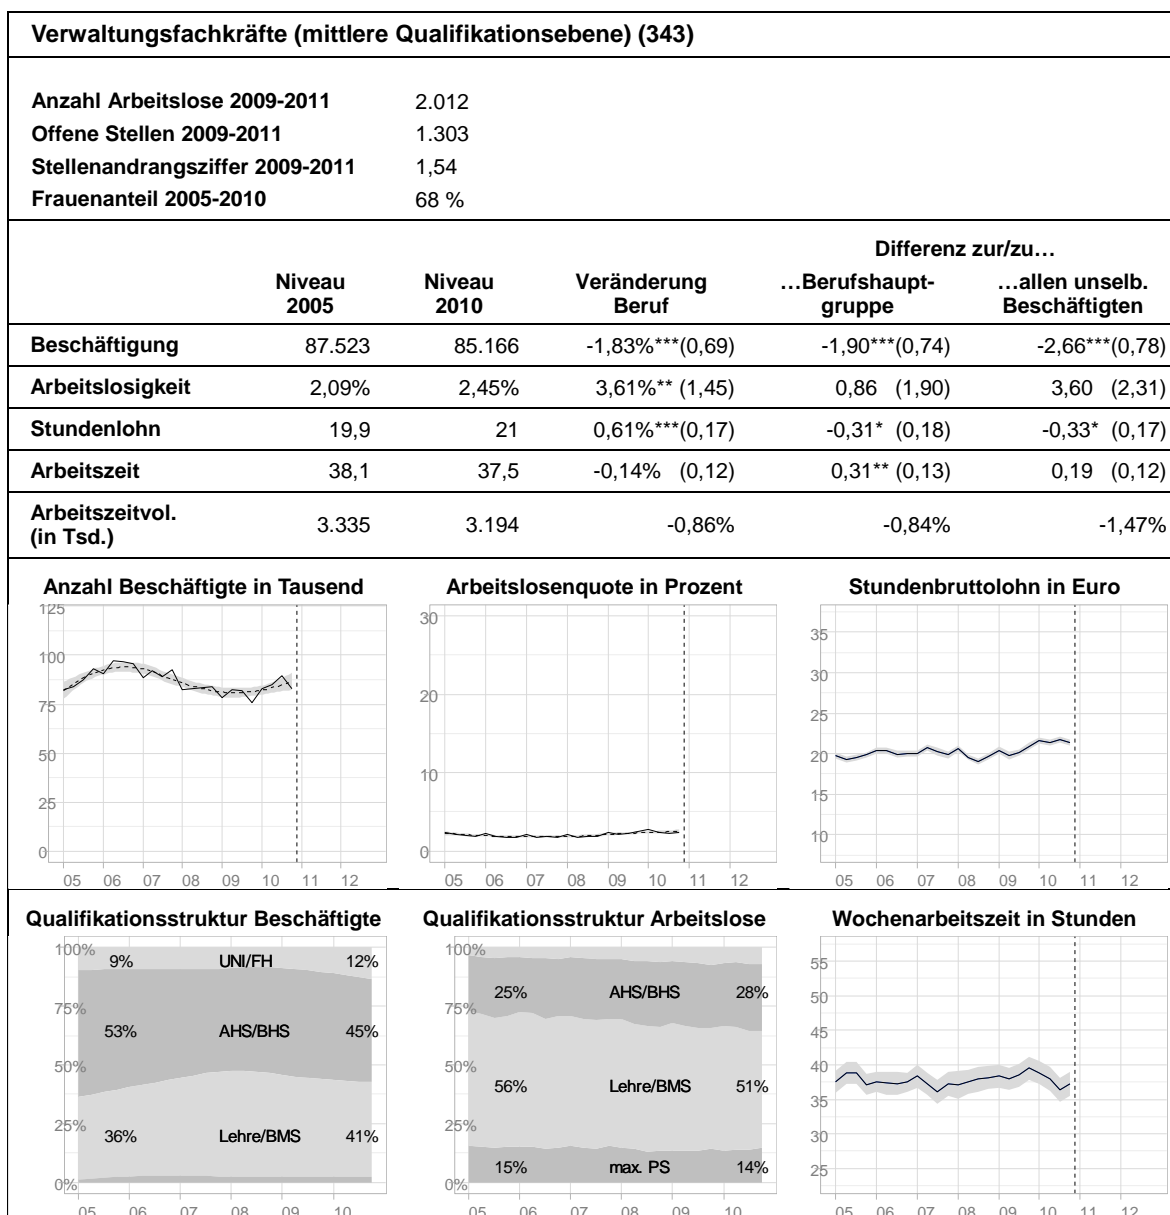 Verwaltungsfachkräfte (mittlere Qualifikationsebene) (343)
Anzahl Arbeitslose 2009-2011 2.012
Offene Stellen 2009-2011 1.303
Stellenandrangsziffer 2009-2011 1,54
Frauenanteil 2005-2010 68 %
Differenz zur/zu…
Niveau Niveau Veränderung …Berufshaupt- …allen unselb.
2005 2010 Beruf gruppe Beschäftigten
Beschäftigung 87.523 85.166 -1,83%***(0,69) -1,90***(0,74) -2,66***(0,78)
Arbeitslosigkeit 2,09% 2,45% 3,61%** (1,45) 0,86 (1,90) 3,60 (2,31)
Stundenlohn 19,9 21 0,61%***(0,17) -0,31* (0,18) -0,33* (0,17)
Arbeitszeit 38,1 37,5 -0,14% (0,12) 0,31** (0,13) 0,19 (0,12)
Arbeitszeitvol.
(in Tsd.) 3.335 3.194 -0,86% -0,84% -1,47%
Anzahl Beschäftigte in Tausend
125
100
75
50
25
0
05 06 07 08 09 10 11 12
Arbeitslosenquote in Prozent
30
20
10
0
05 06 07 08 09 10 11 12
Stundenbruttolohn in Euro
35
30
25
20
15
10
05 06 07 08 09 10 11 12
Qualifikationsstruktur Beschäftigte
100%
9% UNI/FH 12%
75%
53% AHS/BHS 45%
50%
25%
36% Lehre/BMS 41%
0%
05 06 07 08 09 10
Qualifikationsstruktur Arbeitslose
100%
25% AHS/BHS 28%
75%
50%
56% Lehre/BMS 51%
25%
15% max. PS 14%
0%
05 06 07 08 09 10
Wochenarbeitszeit in Stunden
55
50
45
40
35
30
25
05 06 07 08 09 10 11 12